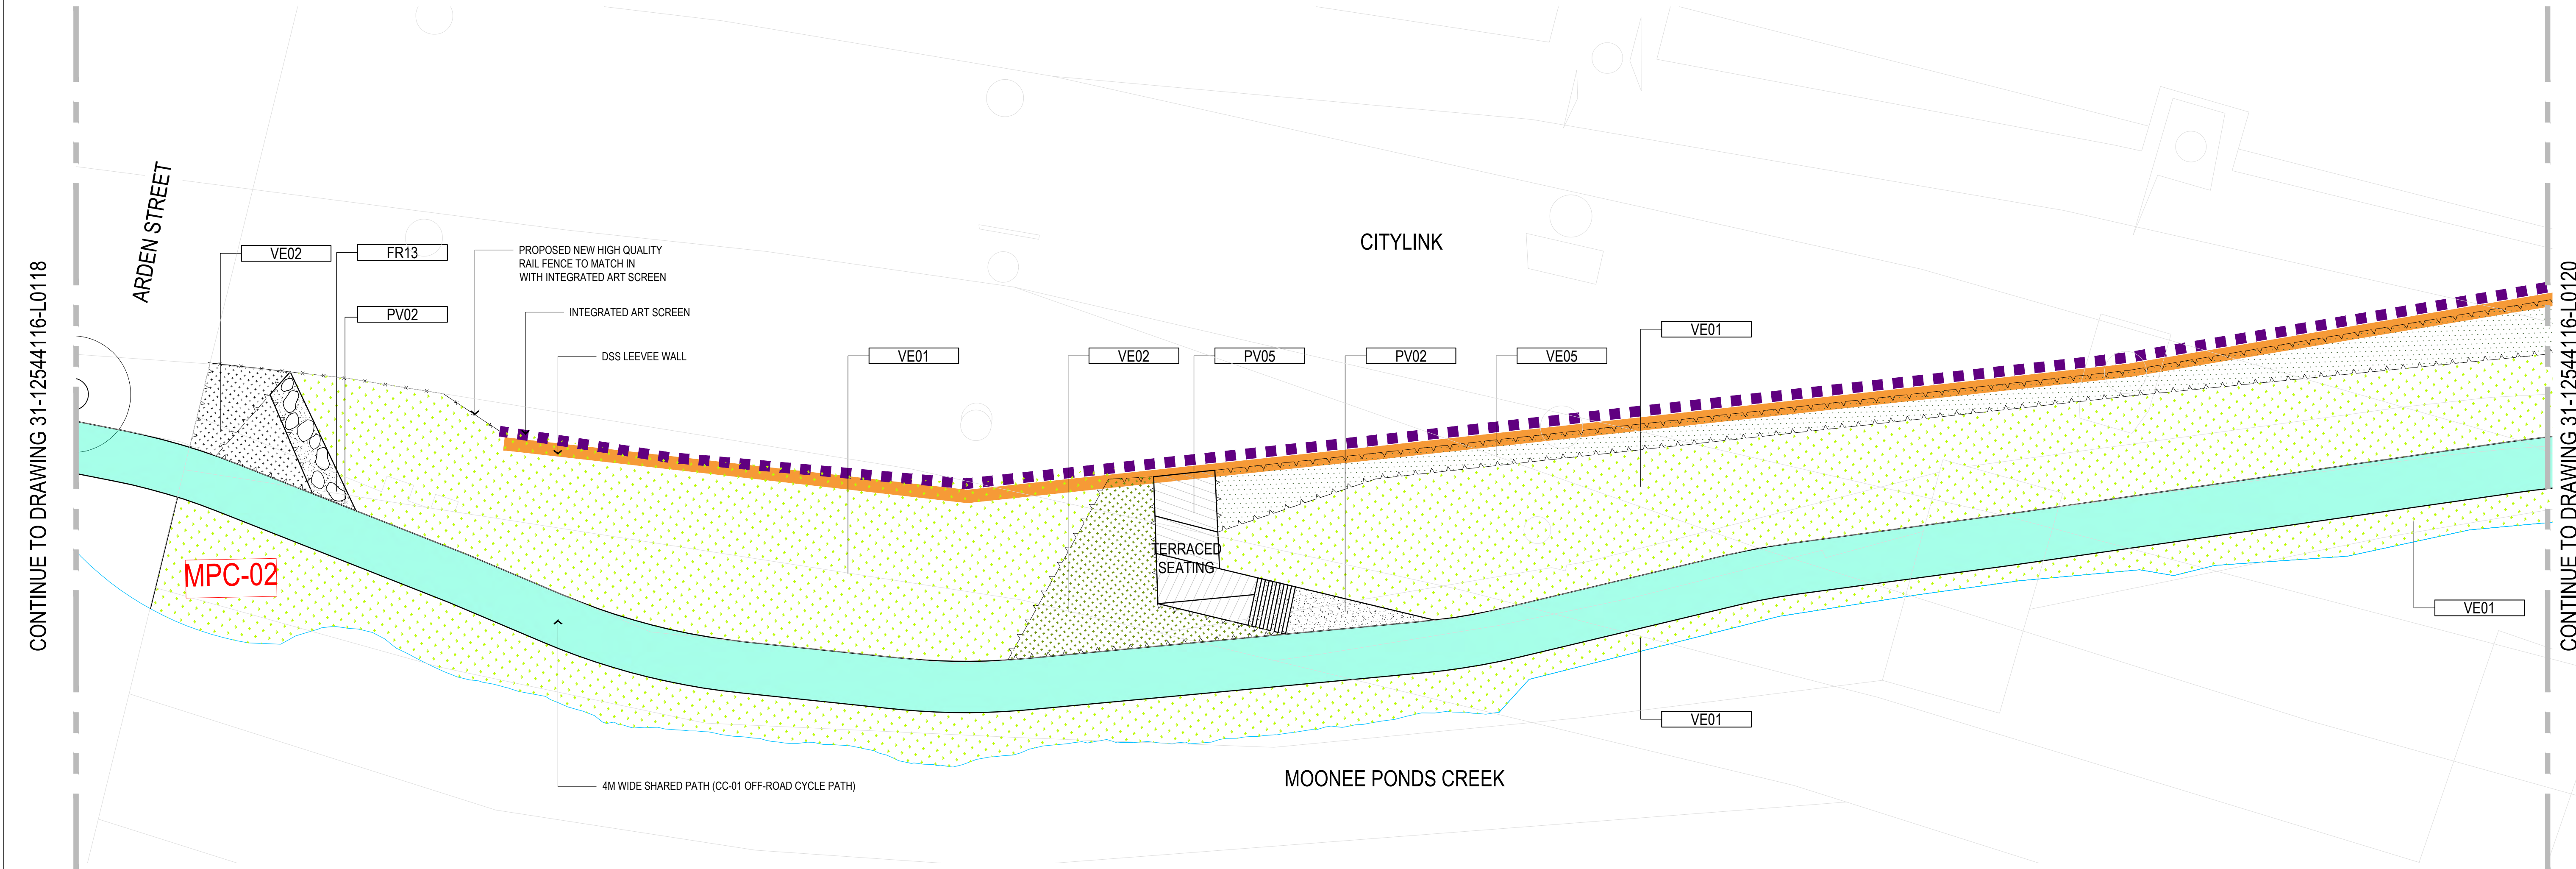 CONTINUE TO DRAWING 31-12544116-L0118
ARDEN STREET
VE02
FR13
PV02
PROPOSED NEW HIGH QUALITY
RAIL FENCE TO MATCH IN
WITH INTEGRATED ART SCREEN
INTEGRATED ART SCREEN
DSS LEEVEE WALL
CITYLINK
VE01
VE02
PV05
PV02
VE05
VE01
TERRACED
SEATING
MPC-02
VE01
VE01
4M WIDE SHARED PATH (CC-01 OFF-ROAD CYCLE PATH)
MOONEE PONDS CREEK
CONTINUE TO DRAWING 31-12544116-L0120